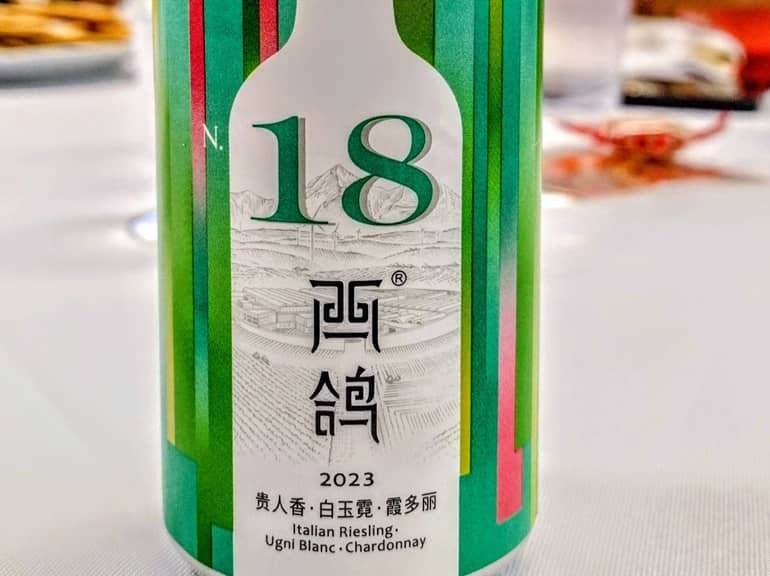 N.
18
西®
鸽
2023
贵人香·白玉霓·霞多丽
Italian Riesling·
Ugni Blanc·Chardonnay